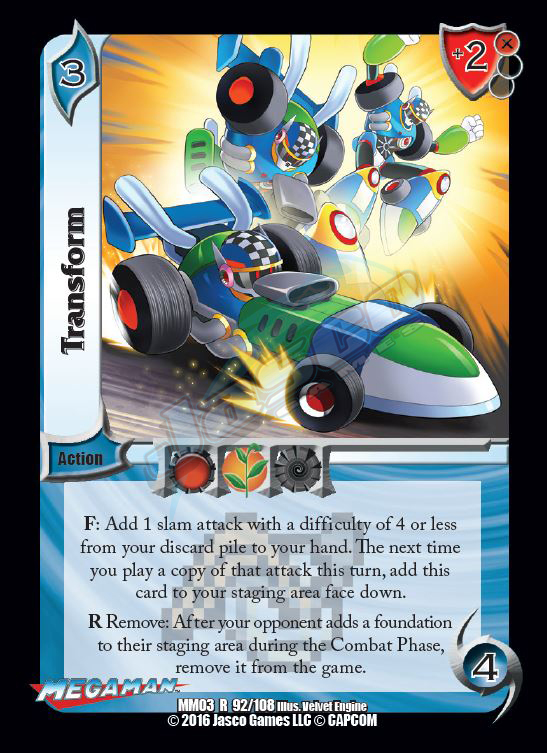 3
+2
Transform
Action
F: Add 1 slam attack with a difficulty of 4 or less
from your discard pile to your hand. The next time
you play a copy of that attack this turn, add this
card to your staging area face down.
R Remove: After your opponent adds a foundation
to their staging area during the Combat Phase,
remove it from the game.
4
MEGAMAN™
MM03 R 92/108 Illus. Velvet Engine
© 2016 Jasco Games LLC © CAPCOM